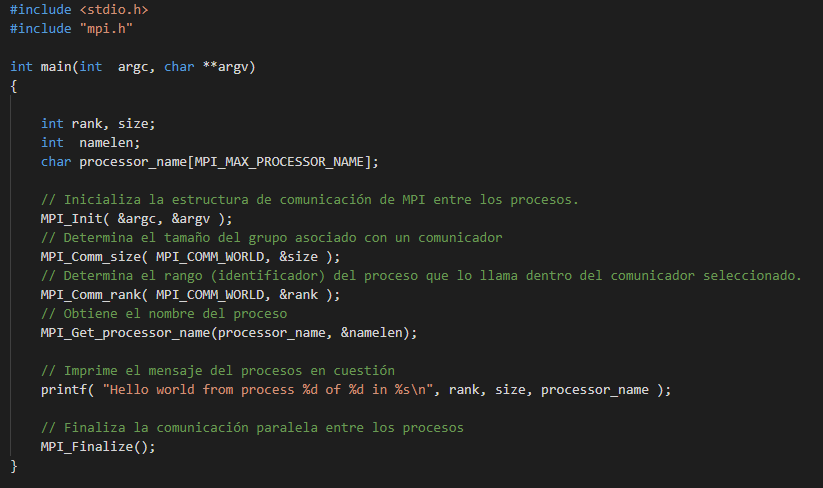 #include <stdio.h>
#include "mpi.h"
int main(int  argc, char **argv)
{
int rank, size;
int  namelen;
char processor_name[MPI_MAX_PROCESSOR_NAME];
// Inicializa la estructura de comunicación de MPI entre los procesos.
MPI_Init( &argc, &argv );
// Determina el tamaño del grupo asociado con un comunicador
MPI_Comm_size( MPI_COMM_WORLD, &size );
// Determina el rango (identificador) del proceso que lo llama dentro del comunicador seleccionado.
MPI_Comm_rank( MPI_COMM_WORLD, &rank );
// Obtiene el nombre del proceso
MPI_Get_processor_name(processor_name, &namelen);
// Imprime el mensaje del procesos en cuestión
printf( "Hello world from process %d of %d in %s\n", rank, size, processor_name );
// Finaliza la comunicación paralela entre los procesos
MPI_Finalize();
}